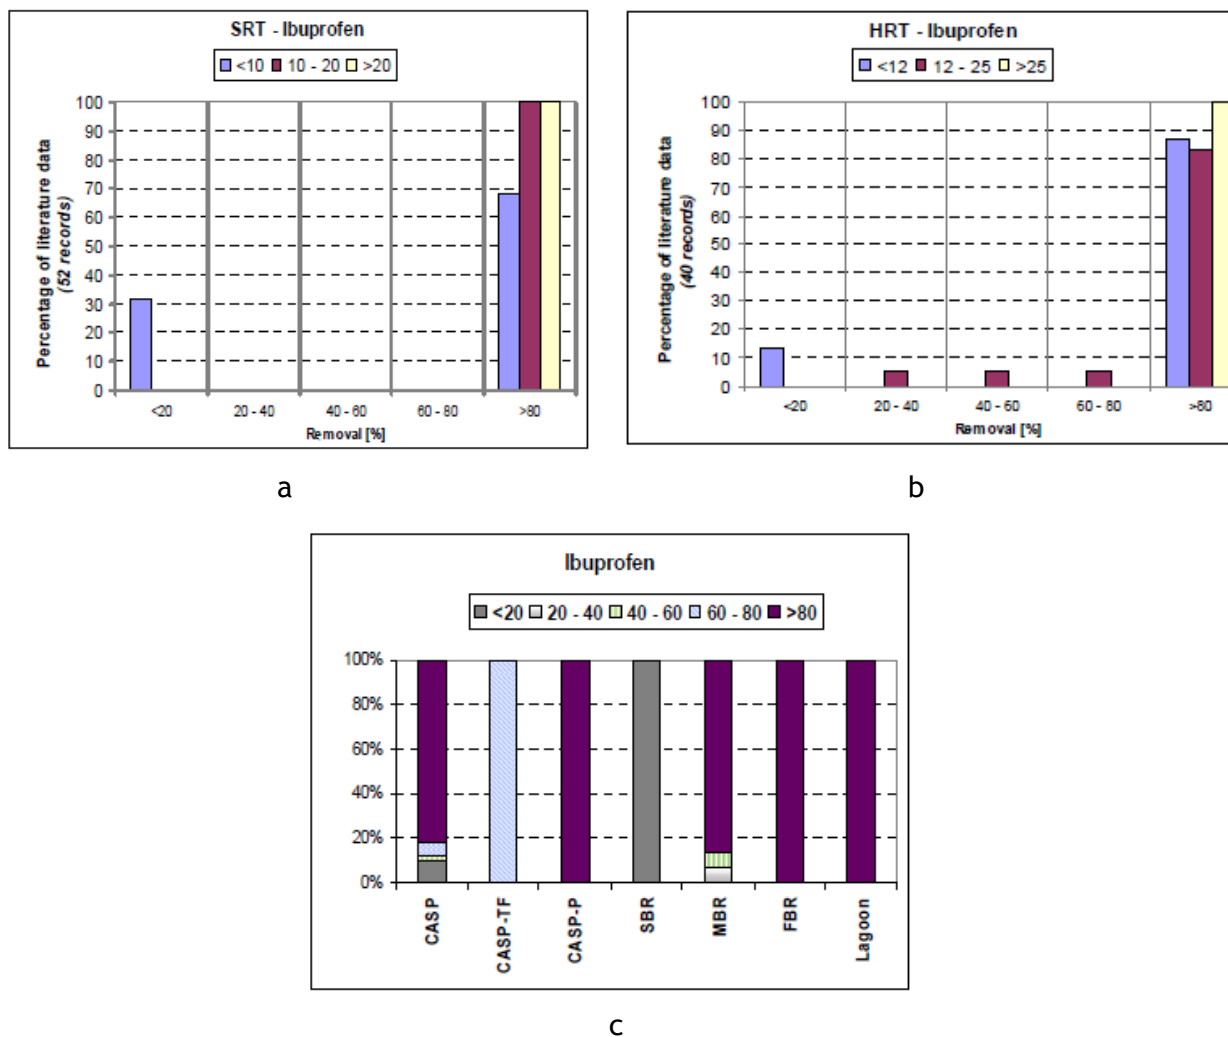 SRT - Ibuprofen
<10 10 - 20 >20
Percentage of literature data
(52 records)
100
90
80
70
60
50
40
30
20
10
0
<20 20 - 40 40 - 60 60 - 80 >80
Removal [%]
a
HRT - Ibuprofen
<12 12 - 25 >25
Percentage of literature data
(40 records)
100
90
80
70
60
50
40
30
20
10
0
<20 20 - 40 40 - 60 60 - 80 >80
Removal [%]
b
Ibuprofen
<20 20 - 40 40 - 60 60 - 80 >80
100%
80%
60%
40%
20%
0%
CASP
CASP-TF
CASP-P
SBR
MBR
FBR
Lagoon
c